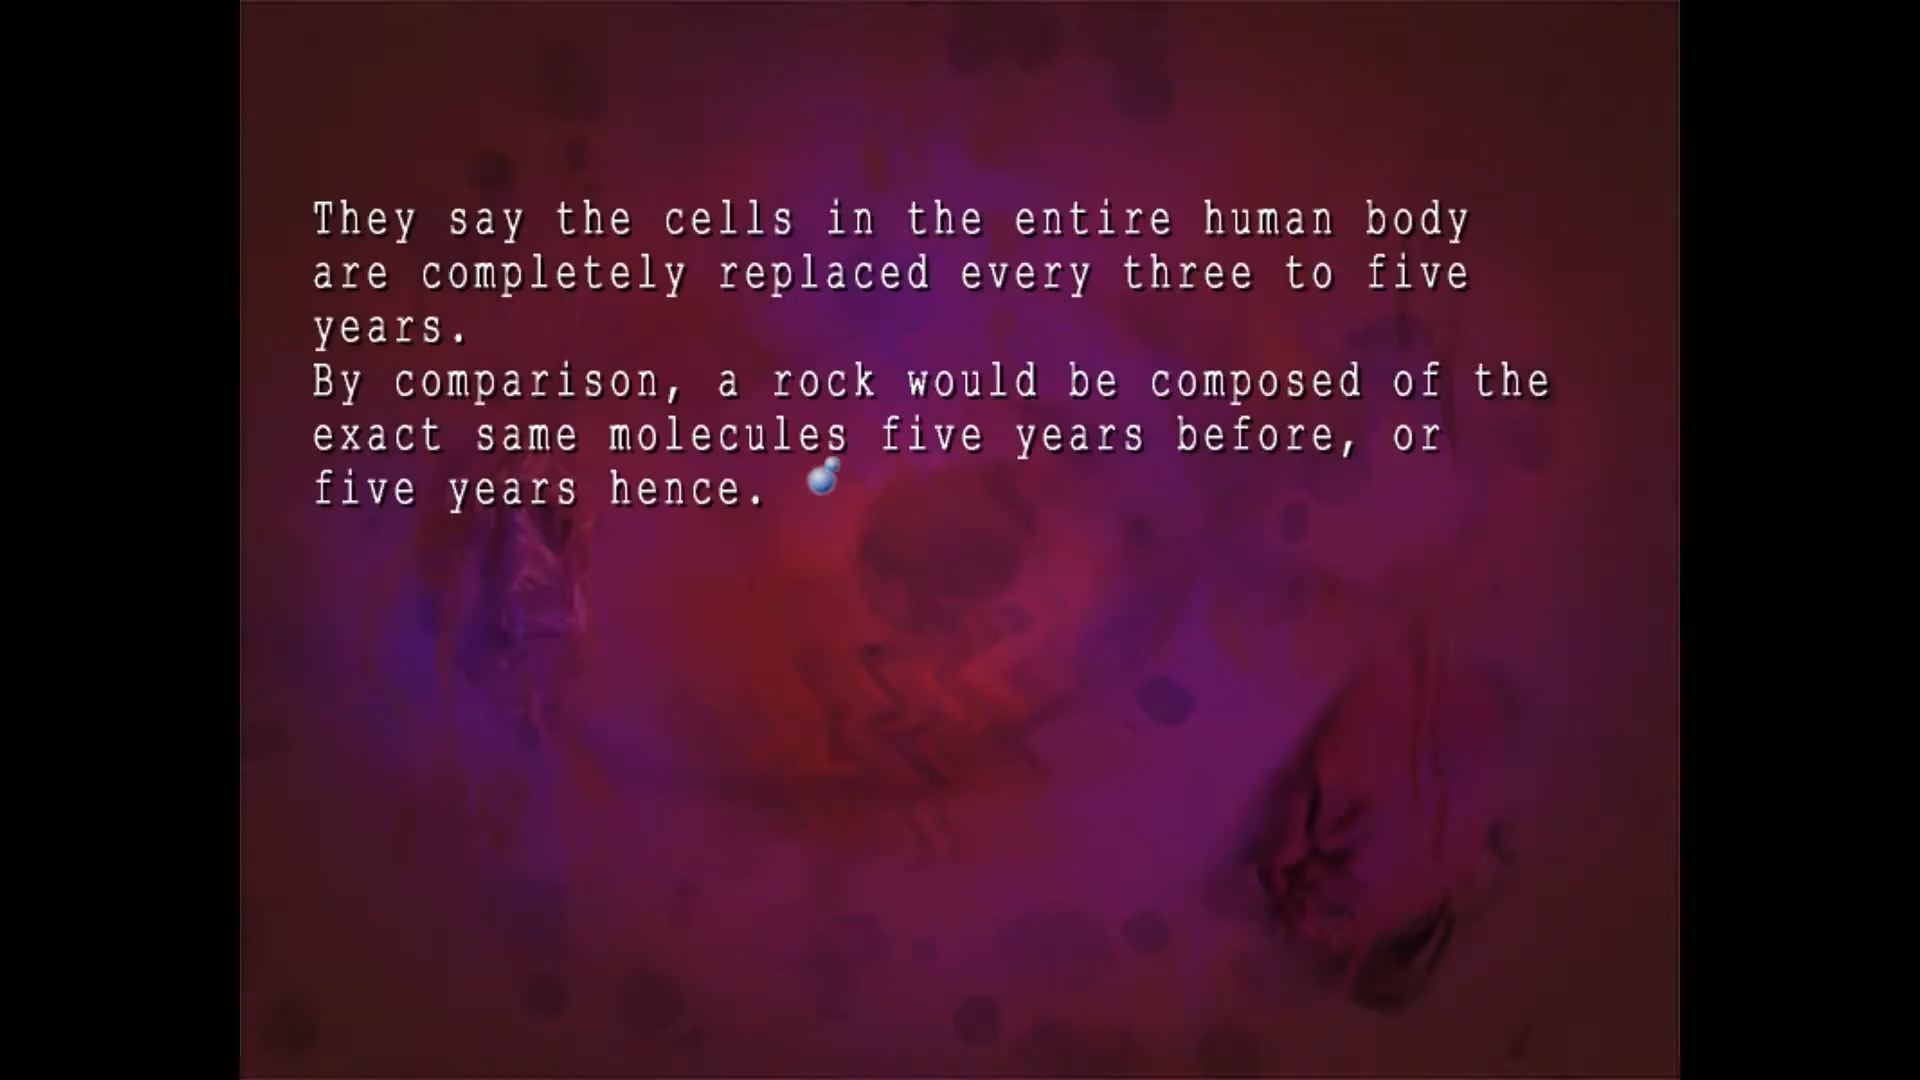 They say the cells in the entire human body
are completely replaced every three to five
years.
By comparison, a rock would be composed of the
exact same molecules five years before, or
five years hence.